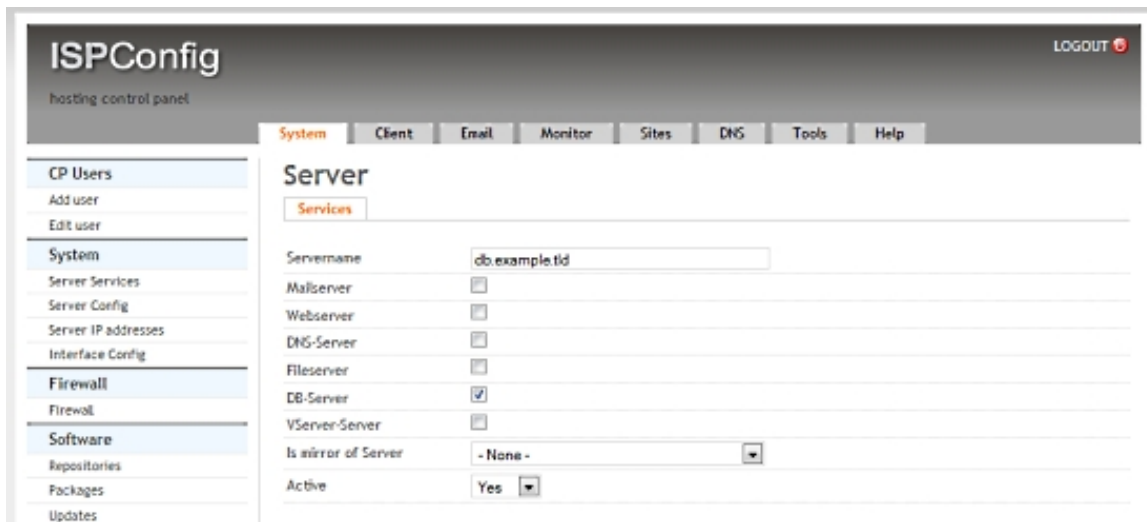 ISPConfig
LOGOUT
hosting control panel
System Client Email Monitor Sites DNS Tools Help
CP Users
Add user
Edit user
System
Server Services
Server Config
Server IP addresses
Interface Config
Firewall
Firewall
Software
Repositories
Packages
Updates
Server
Services
Servername db.example.tld
Mailserver
Webserver
DNS-Server
Fileserver
DB-Server
VServer-Server
Is mirror of Server - None -
Active Yes